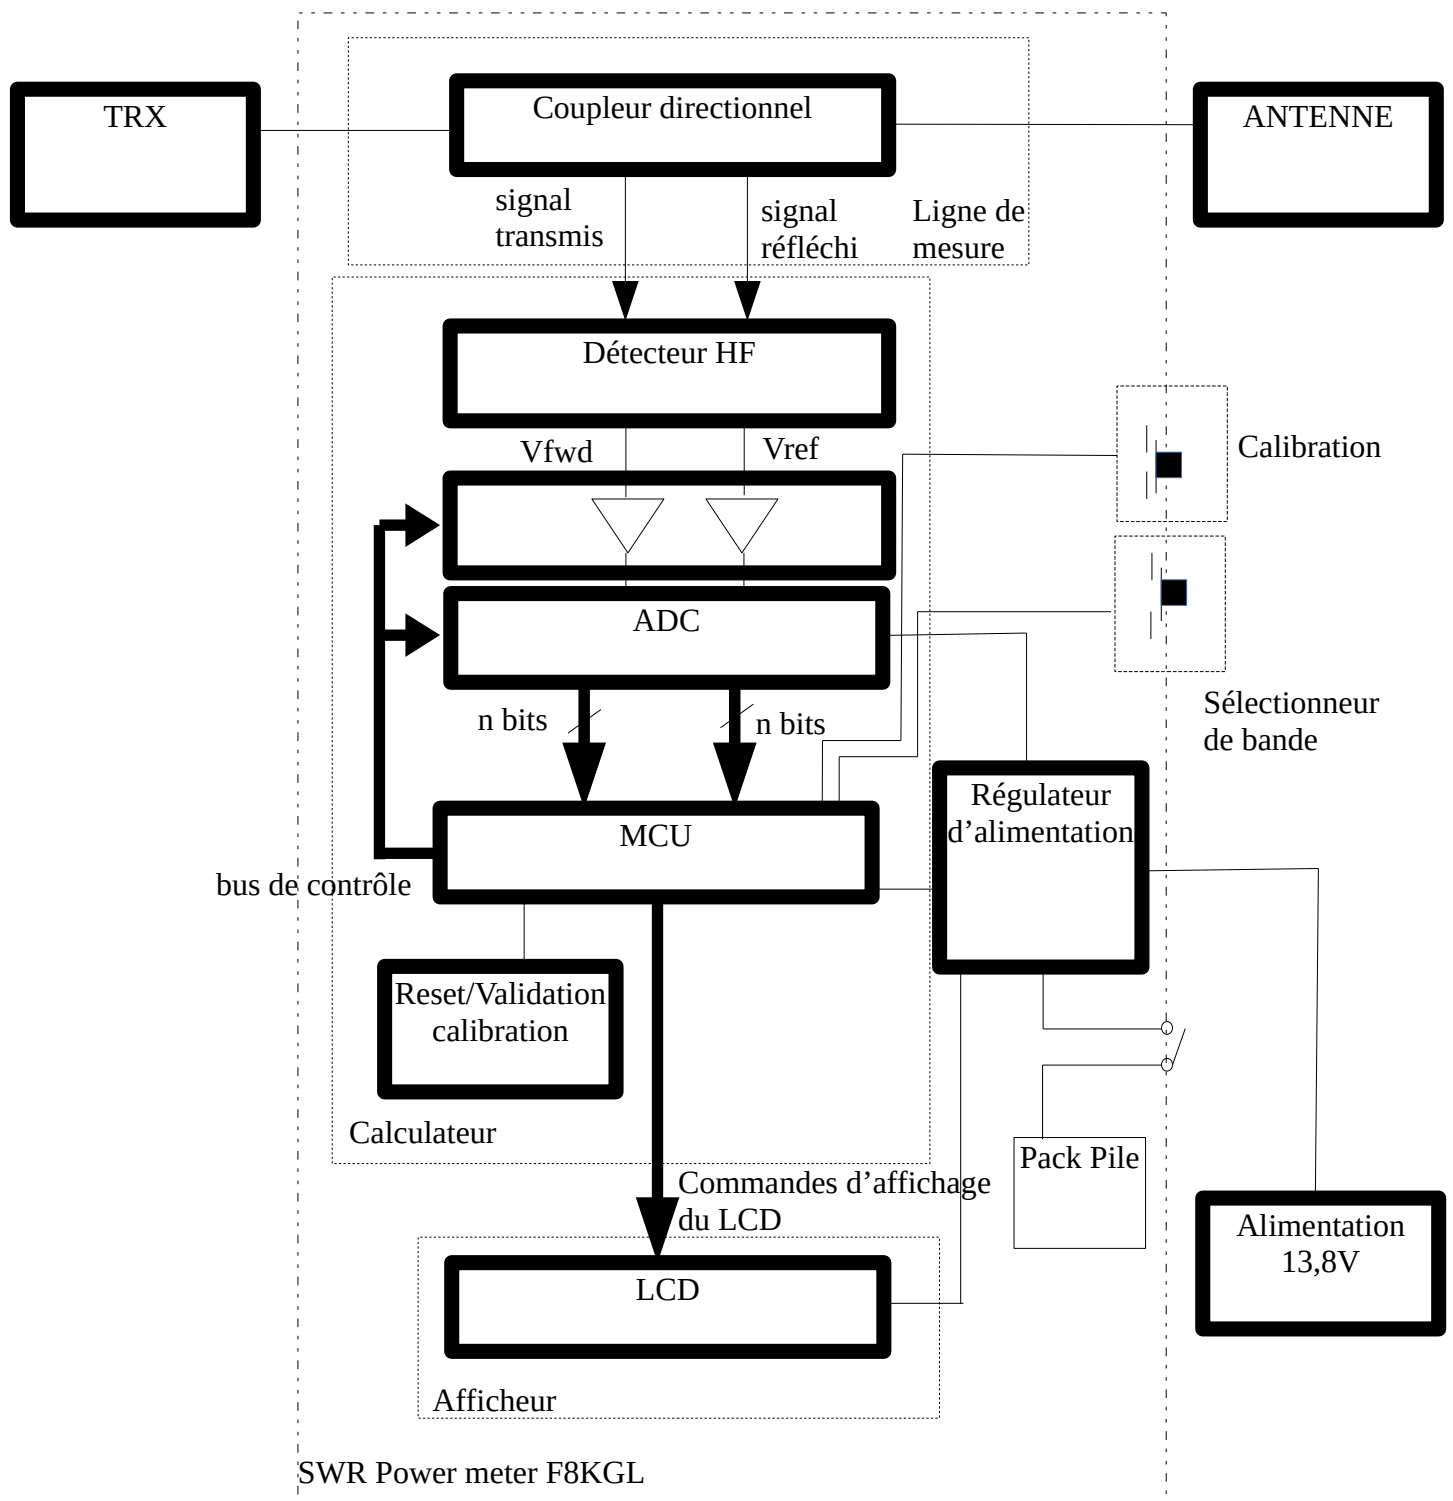 TRX
Coupleur directionnel
ANTENNE
signal
transmis
signal
réfléchi
Ligne de
mesure
Détecteur HF
Vfwd
Vref
Calibration
ADC
n bits
n bits
Sélectionneur
de bande
Régulateur
d’alimentation
MCU
bus de contrôle
Reset/Validation
calibration
Calculateur
Pack Pile
Commandes d’affichage
du LCD
Alimentation
13,8V
LCD
Afficheur
SWR Power meter F8KGL